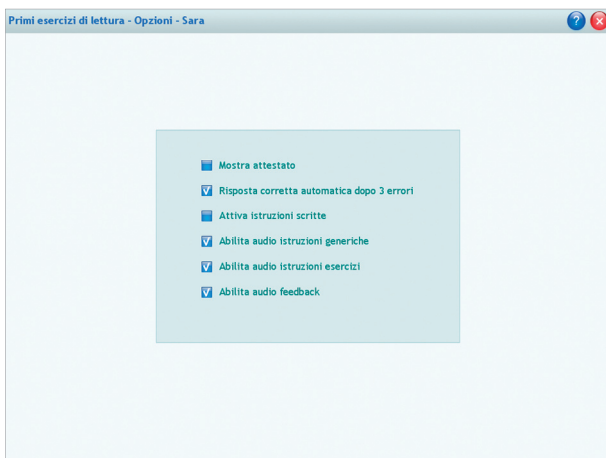 Primi esercizi di lettura - Opzioni - Sara
?
Mostra attestato
Risposta corretta automatica dopo 3 errori
Attiva istruzioni scritte
Abilita audio istruzioni generiche
Abilita audio istruzioni esercizi
Abilita audio feedback